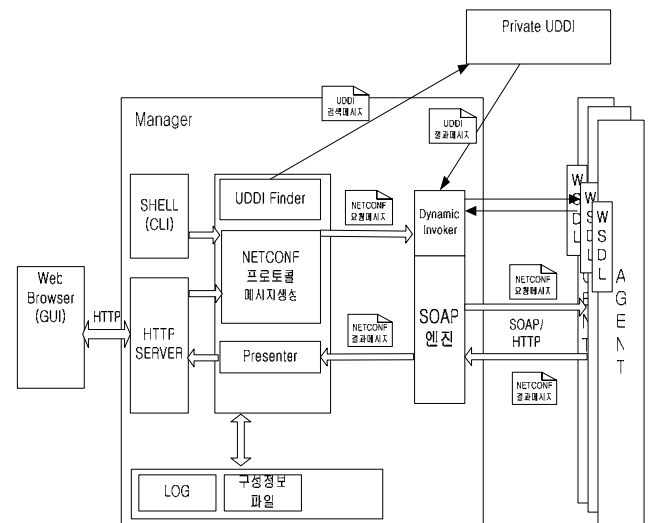 Private UDDI
UDDI
검색메시지
UDDI
결과메시지
Manager
SHELL
(CLI)
UDDI Finder
NETCONF
요청메시지
Dynamic
Invoker
NETCONF
프로토콜
메시지생성
Web
Browser
(GUI)
HTTP
HTTP
SERVER
Presenter
NETCONF
결과메시지
SOAP
엔진
NETCONF
요청메시지
SOAP/
HTTP
NETCONF
결과메시지
WSDL
AGENT
LOG
구성정보
파일